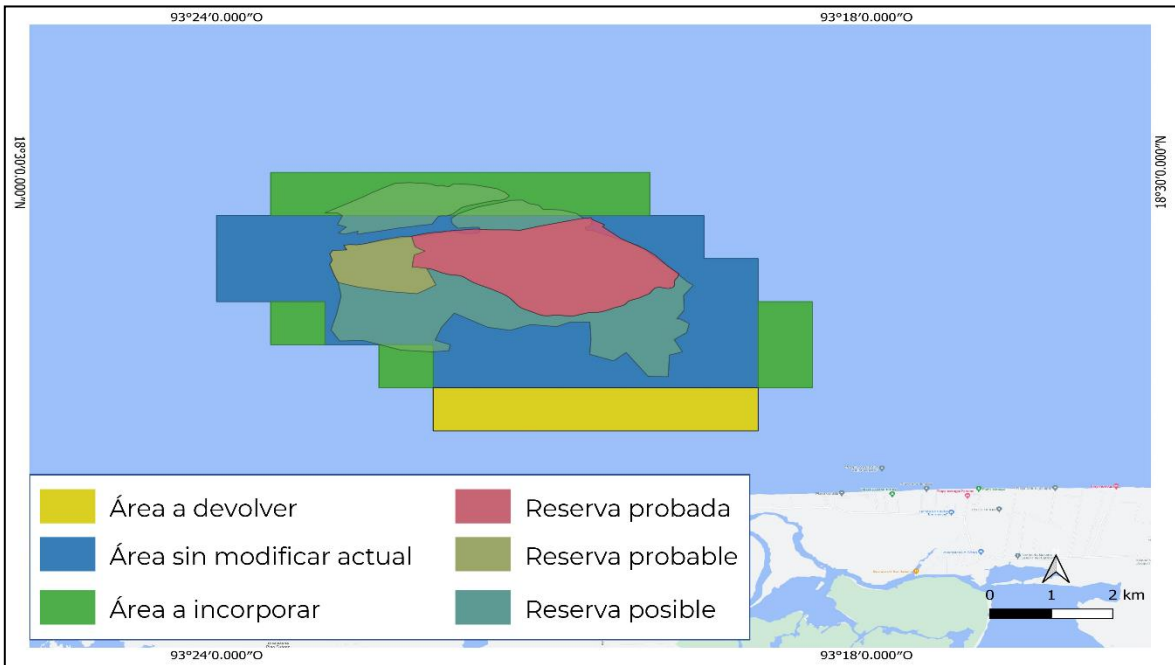 93°24'0.000"O
93°18'0.000"O
18°30'0.000"N
18°30'0.000"N
Área a devolver
Reserva probada
Área sin modificar actual
Reserva probable
Área a incorporar
Reserva posible
0 1 2 km
93°24'0.000"O
93°18'0.000"O